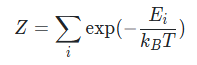 Z = \sum_{i} \exp(-\frac{E_i}{k_B T})